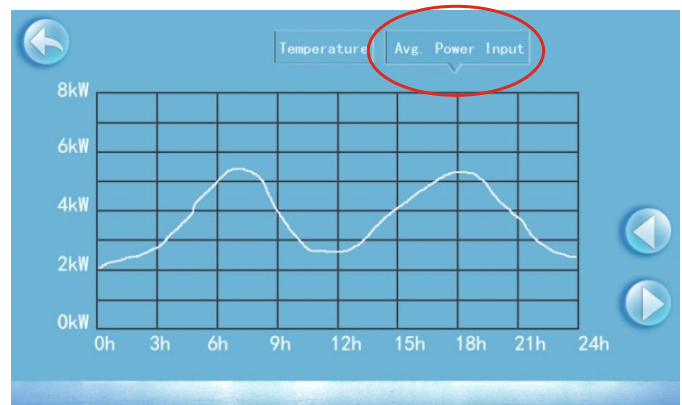 Temperature
Avg. Power Input
8kW
6kW
4kW
2kW
0kW
0h 3h 6h 9h 12h 15h 18h 21h 24h